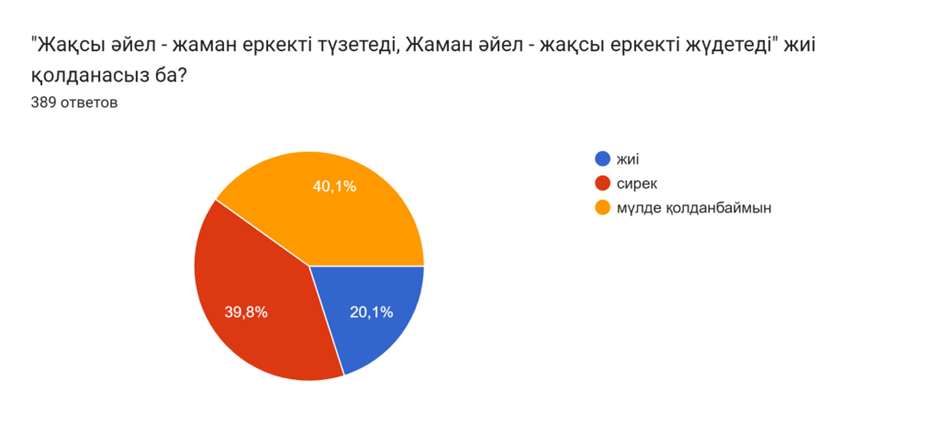 "Жақсы әйел - жаман еркекті түзетеді, Жаман әйел - жақсы еркекті жүдетеді" жиі
қолданасыз ба?
389 ответов
жиі
сирек
мүлде қолданбаймын
40,1%
39,8%
20,1%